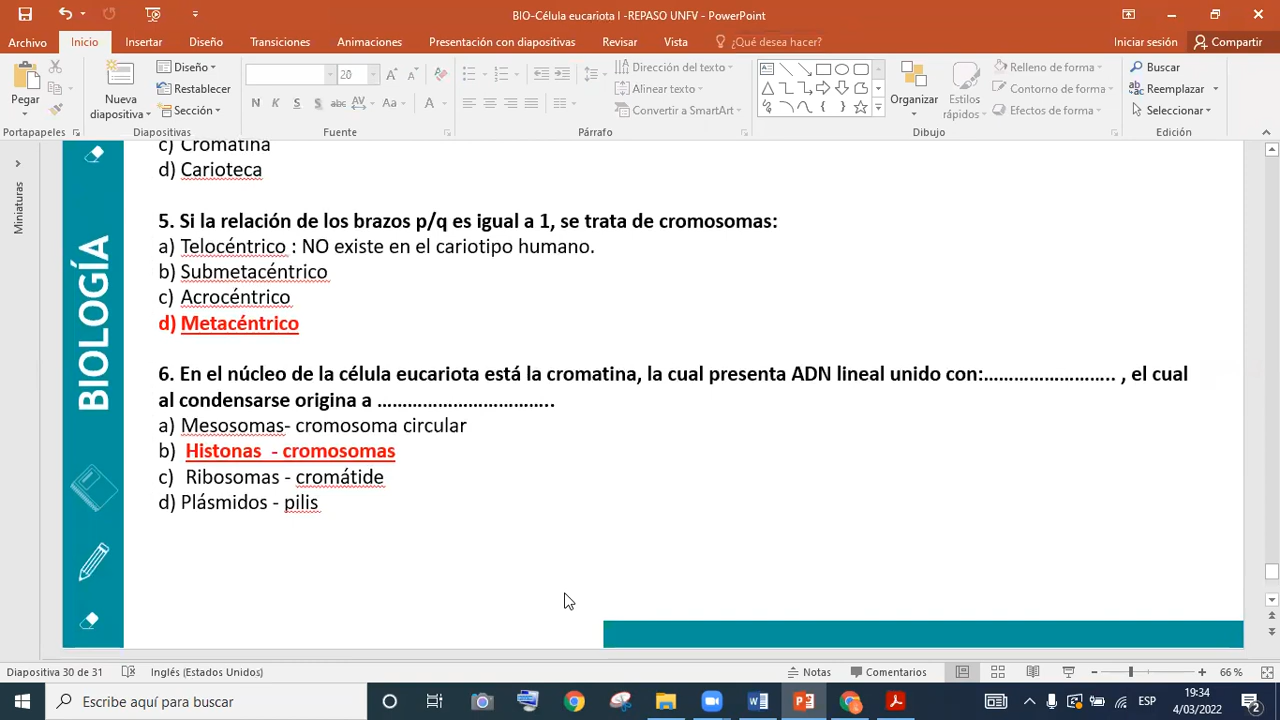 BIO-Célula eucariota I -REPASO UNFV - PowerPoint
Archivo Inicio Insertar Diseño Transiciones Animaciones Presentación con diapositivas Revisar Vista ¿Qué desea hacer? Iniciar sesión Compartir
Pegar
Nueva diapositiva
Diseño
Restablecer
Sección
20
N K S abc AV Aa A
Dirección del texto
Alinear texto
Convertir a SmartArt
Organizar
Estilos rápidos
Relleno de forma
Contorno de forma
Efectos de forma
Buscar
Reemplazar
Seleccionar
Portapapeles Diapositivas Fuente Párrafo Dibujo Edición
Miniaturas
BIOLOGÍA
c) Cromatina
d) Carioteca
5. Si la relación de los brazos p/q es igual a 1, se trata de cromosomas:
a) Telocéntrico : NO existe en el cariotipo humano.
b) Submetacéntrico
c) Acrocéntrico
d) Metacéntrico
6. En el núcleo de la célula eucariota está la cromatina, la cual presenta ADN lineal unido con:…………………….. , el cual
al condensarse origina a ……………………………..
a) Mesosomas- cromosoma circular
b) Histonas - cromosomas
c) Ribosomas - cromátide
d) Plásmidos - pilis
Diapositiva 30 de 31 Inglés (Estados Unidos) Notas Comentarios 66 %
Escribe aquí para buscar
ESP
19:34
4/03/2022
2